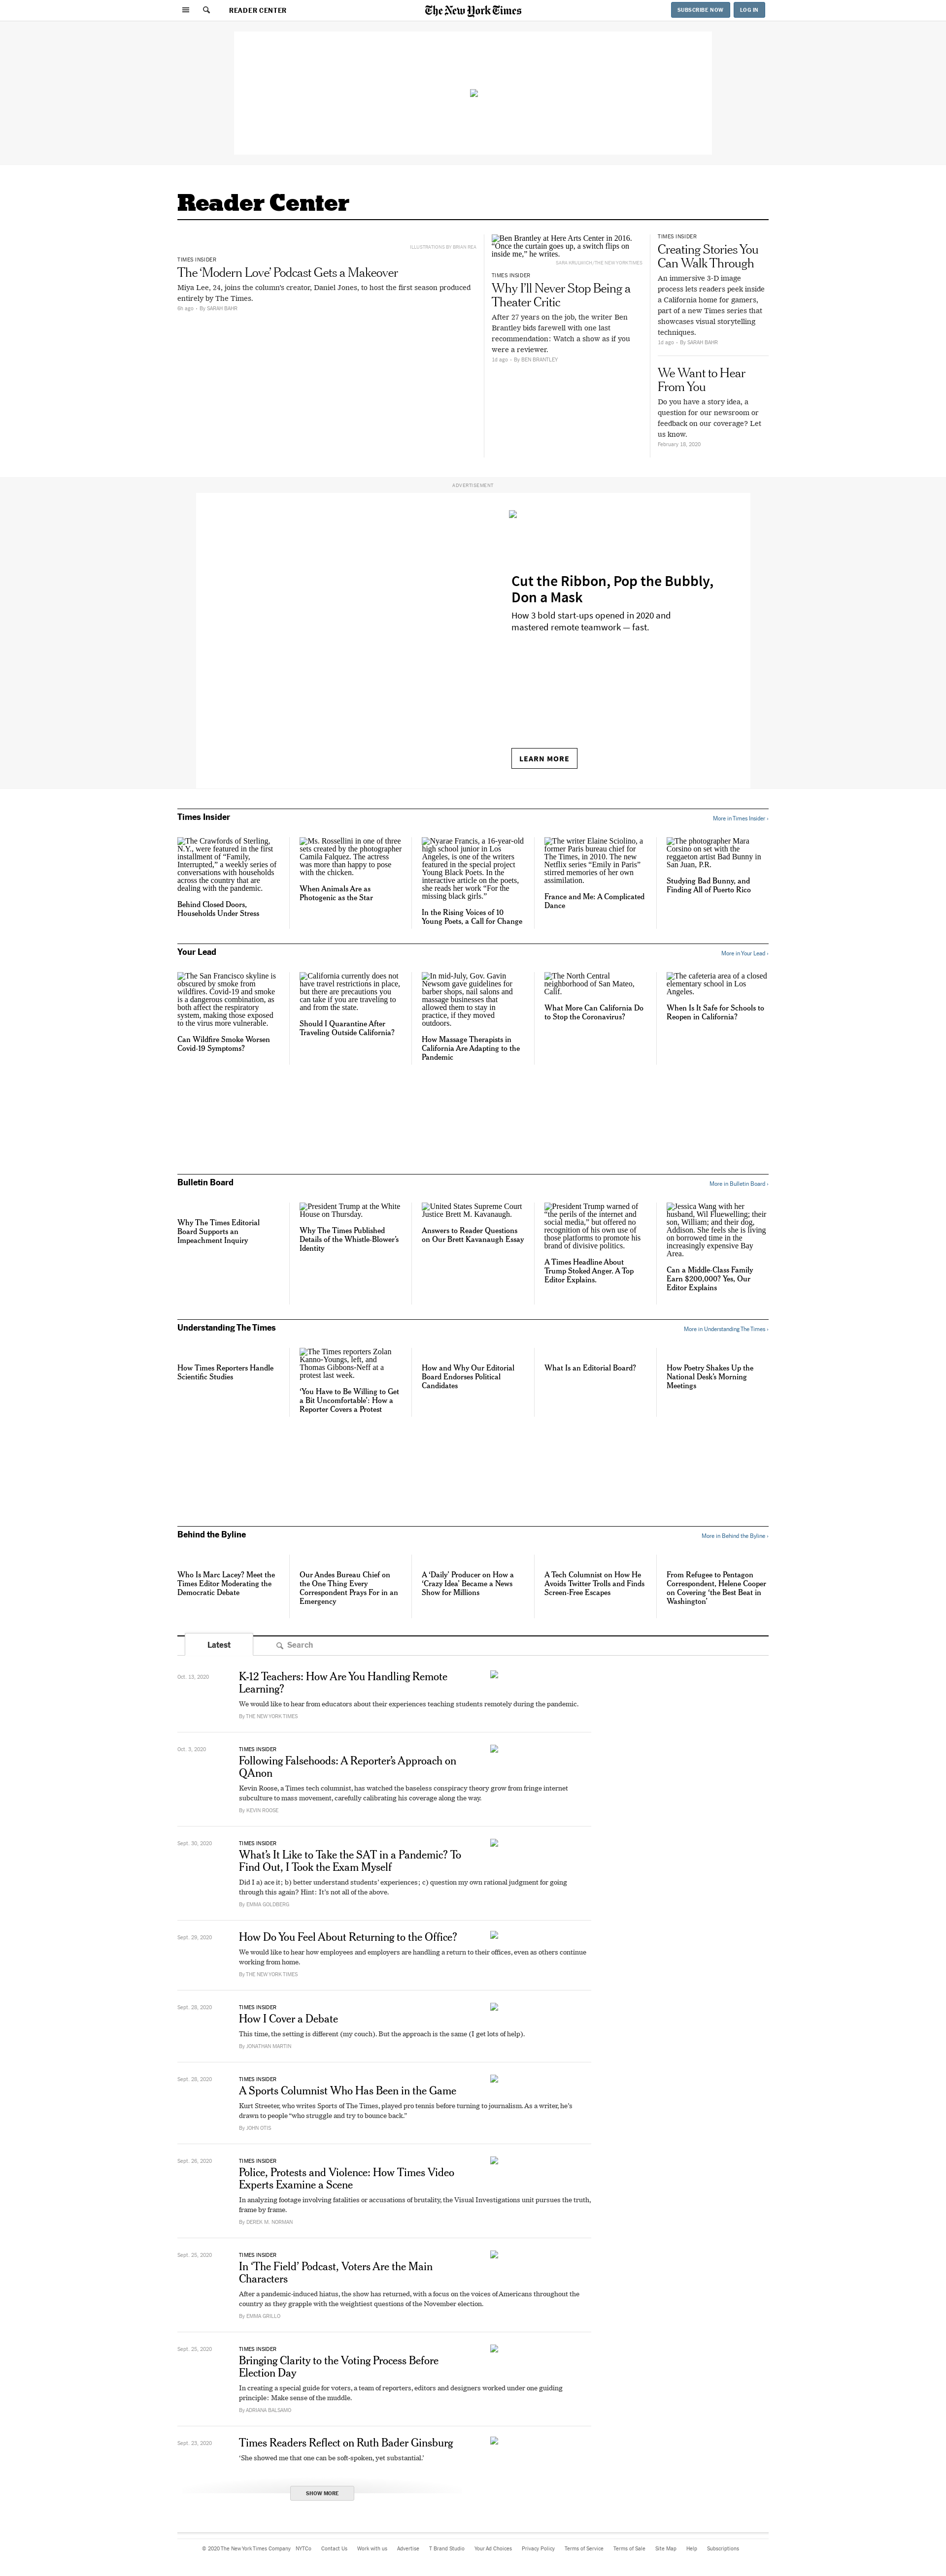 READER CENTER
The New York Times
SUBSCRIBE NOW
LOG IN
Reader Center
ILLUSTRATIONS BY BRIAN REA
TIMES INSIDER
The ‘Modern Love’ Podcast Gets a Makeover
Miya Lee, 24, joins the column’s creator, Daniel Jones, to host the first season produced
entirely by The Times.
6h ago - By SARAH BAHR
Ben Brantley at Here Arts Center in 2016.
“Once the curtain goes up, a switch flips on
inside me,” he writes.
SARA KRULWICH/THE NEW YORK TIMES
TIMES INSIDER
Why I’ll Never Stop Being a
Theater Critic
After 27 years on the job, the writer Ben
Brantley bids farewell with one last
recommendation: Watch a show as if you
were a reviewer.
1d ago - By BEN BRANTLEY
TIMES INSIDER
Creating Stories You
Can Walk Through
An immersive 3-D image
process lets readers peek inside
a California home for gamers,
part of a new Times series that
showcases visual storytelling
techniques.
1d ago - By SARAH BAHR
We Want to Hear
From You
Do you have a story idea, a
question for our newsroom or
feedback on our coverage? Let
us know.
February 18, 2020
ADVERTISEMENT
Cut the Ribbon, Pop the Bubbly,
Don a Mask
How 3 bold start-ups opened in 2020 and
mastered remote teamwork — fast.
LEARN MORE
Times Insider
More in Times Insider ›
The Crawfords of Sterling,
N.Y., were featured in the first
installment of “Family,
Interrupted,” a weekly series of
conversations with households
across the country that are
dealing with the pandemic.
Behind Closed Doors,
Households Under Stress
Ms. Rossellini in one of three
sets created by the photographer
Camila Falquez. The actress
was more than happy to pose
with the chicken.
When Animals Are as
Photogenic as the Star
Nyarae Francis, a 16-year-old
high school junior in Los
Angeles, is one of the writers
featured in the special project
Young Black Poets. In the
interactive article on the poets,
she reads her work “For the
missing black girls.”
In the Rising Voices of 10
Young Poets, a Call for Change
The writer Elaine Sciolino, a
former Paris bureau chief for
The Times, in 2010. The new
Netflix series “Emily in Paris”
stirred memories of her own
assimilation.
France and Me: A Complicated
Dance
The photographer Mara
Corsino on set with the
reggaeton artist Bad Bunny in
San Juan, P.R.
Studying Bad Bunny, and
Finding All of Puerto Rico
Your Lead
More in Your Lead ›
The San Francisco skyline is
obscured by smoke from
wildfires. Covid-19 and smoke
is a dangerous combination, as
both affect the respiratory
system, making those exposed
to the virus more vulnerable.
Can Wildfire Smoke Worsen
Covid-19 Symptoms?
California currently does not
have travel restrictions in place,
but there are precautions you
can take if you are traveling to
and from the state.
Should I Quarantine After
Traveling Outside California?
In mid-July, Gov. Gavin
Newsom gave guidelines for
barber shops, nail salons and
massage businesses that
allowed them to stay in
practice, if they moved
outdoors.
How Massage Therapists in
California Are Adapting to the
Pandemic
The North Central
neighborhood of San Mateo,
Calif.
What More Can California Do
to Stop the Coronavirus?
The cafeteria area of a closed
elementary school in Los
Angeles.
When Is It Safe for Schools to
Reopen in California?
Bulletin Board
More in Bulletin Board ›
Why The Times Editorial
Board Supports an
Impeachment Inquiry
President Trump at the White
House on Thursday.
Why The Times Published
Details of the Whistle-Blower’s
Identity
United States Supreme Court
Justice Brett M. Kavanaugh.
Answers to Reader Questions
on Our Brett Kavanaugh Essay
President Trump warned of
“the perils of the internet and
social media,” but offered no
recognition of his own use of
those platforms to promote his
brand of divisive politics.
A Times Headline About
Trump Stoked Anger. A Top
Editor Explains.
Jessica Wang with her
husband, Wil Fluewelling; their
son, William; and their dog,
Addison. She feels she is living
on borrowed time in the
increasingly expensive Bay
Area.
Can a Middle-Class Family
Earn $200,000? Yes, Our
Editor Explains
Understanding The Times
More in Understanding The Times ›
How Times Reporters Handle
Scientific Studies
The Times reporters Zolan
Kanno-Youngs, left, and
Thomas Gibbons-Neff at a
protest last week.
‘You Have to Be Willing to Get
a Bit Uncomfortable’: How a
Reporter Covers a Protest
How and Why Our Editorial
Board Endorses Political
Candidates
What Is an Editorial Board?
How Poetry Shakes Up the
National Desk’s Morning
Meetings
Behind the Byline
More in Behind the Byline ›
Who Is Marc Lacey? Meet the
Times Editor Moderating the
Democratic Debate
Our Andes Bureau Chief on
the One Thing Every
Correspondent Prays For in an
Emergency
A ‘Daily’ Producer on How a
‘Crazy Idea’ Became a News
Show for Millions
A Tech Columnist on How He
Avoids Twitter Trolls and Finds
Screen-Free Escapes
From Refugee to Pentagon
Correspondent, Helene Cooper
on Covering ‘the Best Beat in
Washington’
Latest
Search
Oct. 13, 2020
K-12 Teachers: How Are You Handling Remote
Learning?
We would like to hear from educators about their experiences teaching students remotely during the pandemic.
By THE NEW YORK TIMES
Oct. 3, 2020
TIMES INSIDER
Following Falsehoods: A Reporter’s Approach on
QAnon
Kevin Roose, a Times tech columnist, has watched the baseless conspiracy theory grow from fringe internet
subculture to mass movement, carefully calibrating his coverage along the way.
By KEVIN ROOSE
Sept. 30, 2020
TIMES INSIDER
What’s It Like to Take the SAT in a Pandemic? To
Find Out, I Took the Exam Myself
Did I a) ace it; b) better understand students’ experiences; c) question my own rational judgment for going
through this again? Hint: It’s not all of the above.
By EMMA GOLDBERG
Sept. 29, 2020
How Do You Feel About Returning to the Office?
We would like to hear how employees and employers are handling a return to their offices, even as others continue
working from home.
By THE NEW YORK TIMES
Sept. 28, 2020
TIMES INSIDER
How I Cover a Debate
This time, the setting is different (my couch). But the approach is the same (I get lots of help).
By JONATHAN MARTIN
Sept. 28, 2020
TIMES INSIDER
A Sports Columnist Who Has Been in the Game
Kurt Streeter, who writes Sports of The Times, played pro tennis before turning to journalism. As a writer, he’s
drawn to people “who struggle and try to bounce back.”
By JOHN OTIS
Sept. 26, 2020
TIMES INSIDER
Police, Protests and Violence: How Times Video
Experts Examine a Scene
In analyzing footage involving fatalities or accusations of brutality, the Visual Investigations unit pursues the truth,
frame by frame.
By DEREK M. NORMAN
Sept. 25, 2020
TIMES INSIDER
In ‘The Field’ Podcast, Voters Are the Main
Characters
After a pandemic-induced hiatus, the show has returned, with a focus on the voices of Americans throughout the
country as they grapple with the weightiest questions of the November election.
By EMMA GRILLO
Sept. 25, 2020
TIMES INSIDER
Bringing Clarity to the Voting Process Before
Election Day
In creating a special guide for voters, a team of reporters, editors and designers worked under one guiding
principle: Make sense of the muddle.
By ADRIANA BALSAMO
Sept. 23, 2020
Times Readers Reflect on Ruth Bader Ginsburg
‘She showed me that one can be soft-spoken, yet substantial.’
SHOW MORE
© 2020 The New York Times Company NYTCo Contact Us Work with us Advertise T Brand Studio Your Ad Choices Privacy Policy Terms of Service Terms of Sale Site Map Help Subscriptions